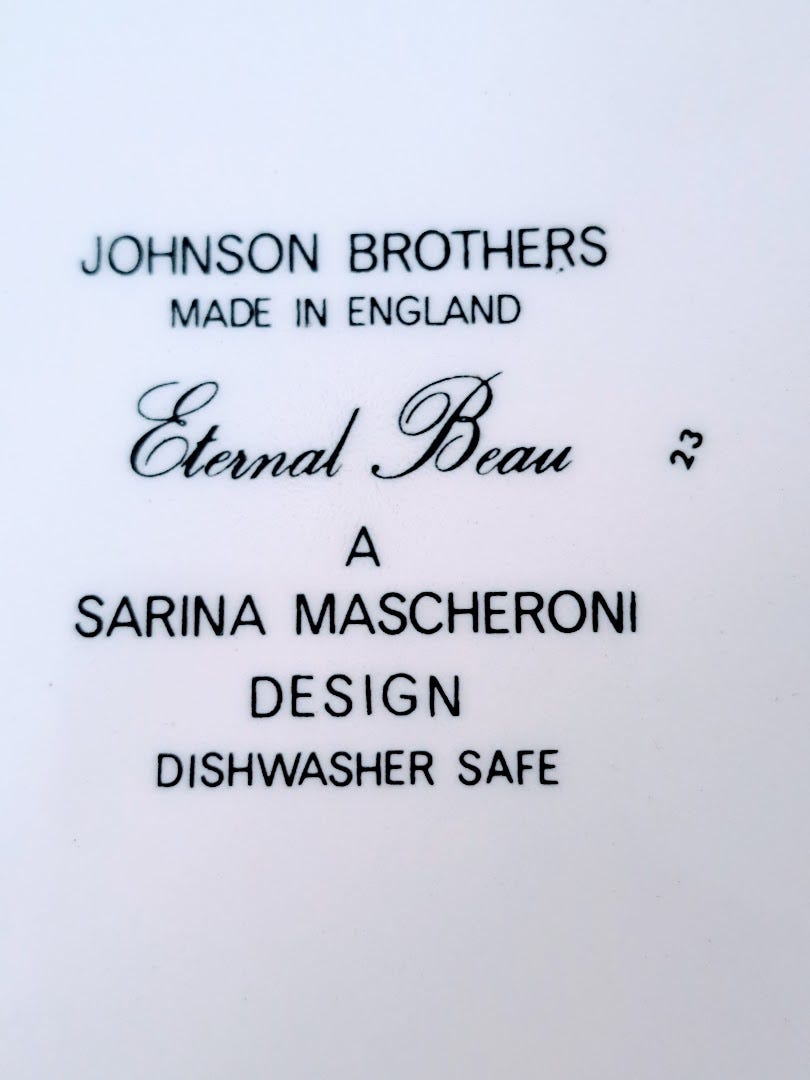 JOHNSON BROTHERS
MADE IN ENGLAND
Eternal Beau
23
A
SARINA MASCHERONI
DESIGN
DISHWASHER SAFE